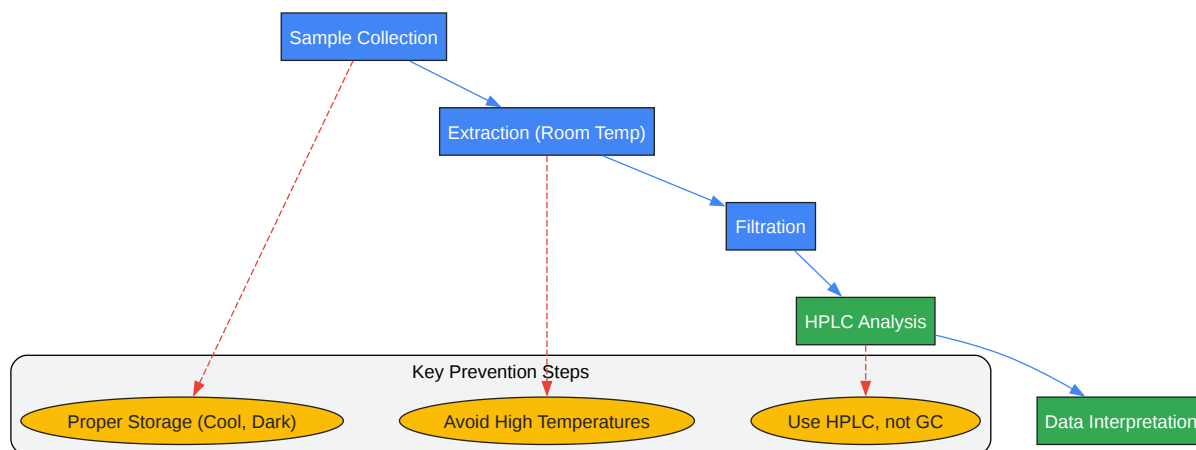 Sample Collection
Extraction (Room Temp)
Filtration
HPLC Analysis
Key Prevention Steps
Proper Storage (Cool, Dark)
Avoid High Temperatures
Use HPLC, not GC
Data Interpretation